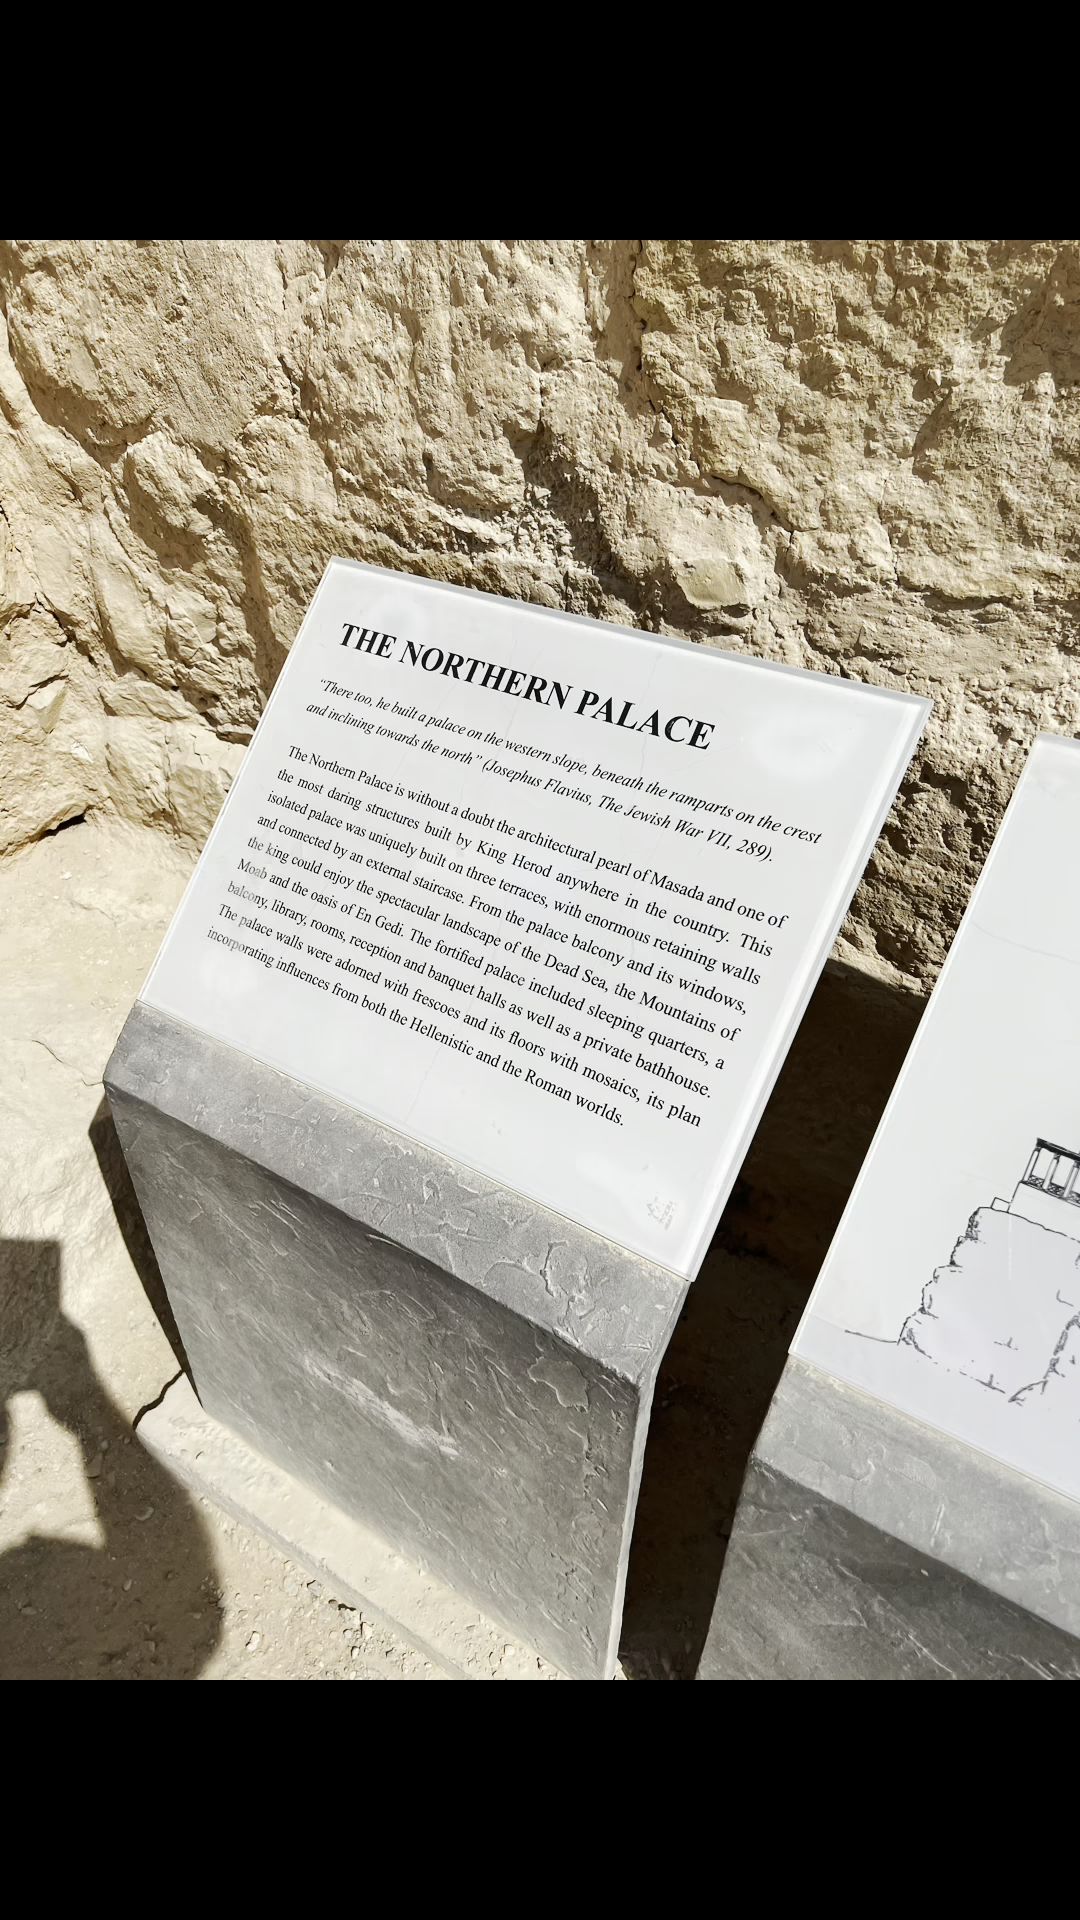 THE NORTHERN PALACE
“There too, he built a palace on the western slope, beneath the ramparts on the crest
and inclining towards the north” (Josephus Flavius, The Jewish War VII, 289).
The Northern Palace is without a doubt the architectural pearl of Masada and one of
the most daring structures built by King Herod anywhere in the country. This
isolated palace was uniquely built on three terraces, with enormous retaining walls
and connected by an external staircase. From the palace balcony and its windows,
the king could enjoy the spectacular landscape of the Dead Sea, the Mountains of
Moab and the oasis of En Gedi. The fortified palace included sleeping quarters, a
balcony, library, rooms, reception and banquet halls as well as a private bathhouse.
The palace walls were adorned with frescoes and its floors with mosaics, its plan
incorporating influences from both the Hellenistic and the Roman worlds.